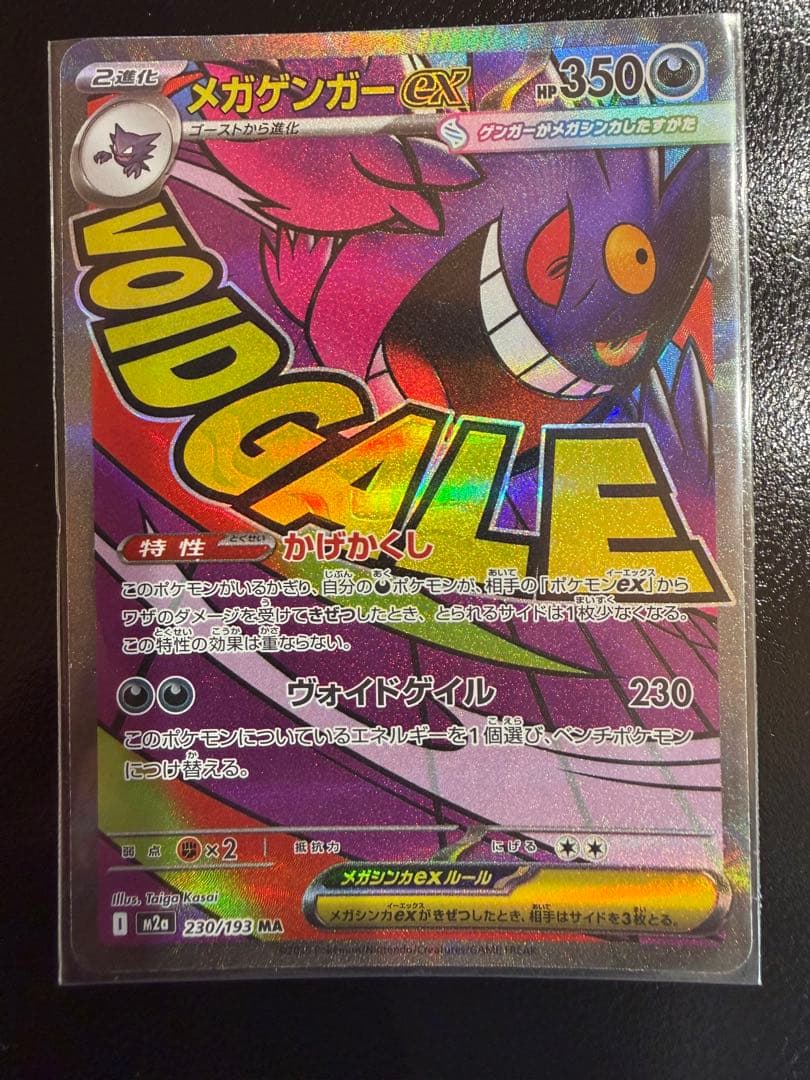 2進化
メガゲンガーex
HP350
ゴーストから進化
ゲンガーがメガシンカしたすがた
VOIDGALE
特性 とくせい かげかくし
このポケモンがいるかぎり、自分の悪ポケモンが、相手の「ポケモンex」から
ワザのダメージを受けてきぜつしたとき、とられるサイドは1枚少なくなる。
この特性の効果は重ならない。
ヴォイドゲイル 230
このポケモンについているエネルギーを1個選び、ベンチポケモン
につけ替える。
弱点 ×2 抵抗力 にげる
メガシンカexルール
メガシンカexがきぜつしたとき、相手はサイドを3枚とる。
Illus. Taiga Kasai
I m2a 230/193 MA
Pokémon/Nintendo/Creatures/GAME FREAK